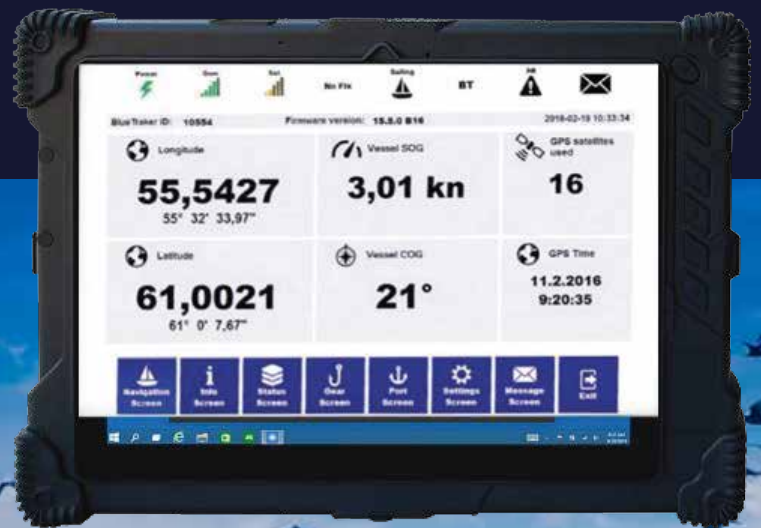 Power Gsm Sat. No Fix Sailing BT AB
BlueTraker ID: 10554 Firmware version: 15.5.0 B16 2016-02-19 10:33:34
Longitude Vessel SOG GPS satellites used
55,5427 3,01 kn 16
55° 32' 33,97"
Latitude Vessel COG GPS Time
61,0021 21° 11.2.2016
9:20:35
61° 0' 7,67"
Navigation Screen
Info Screen
Status Screen
Gear Screen
Port Screen
Settings Screen
Message Screen
Exit